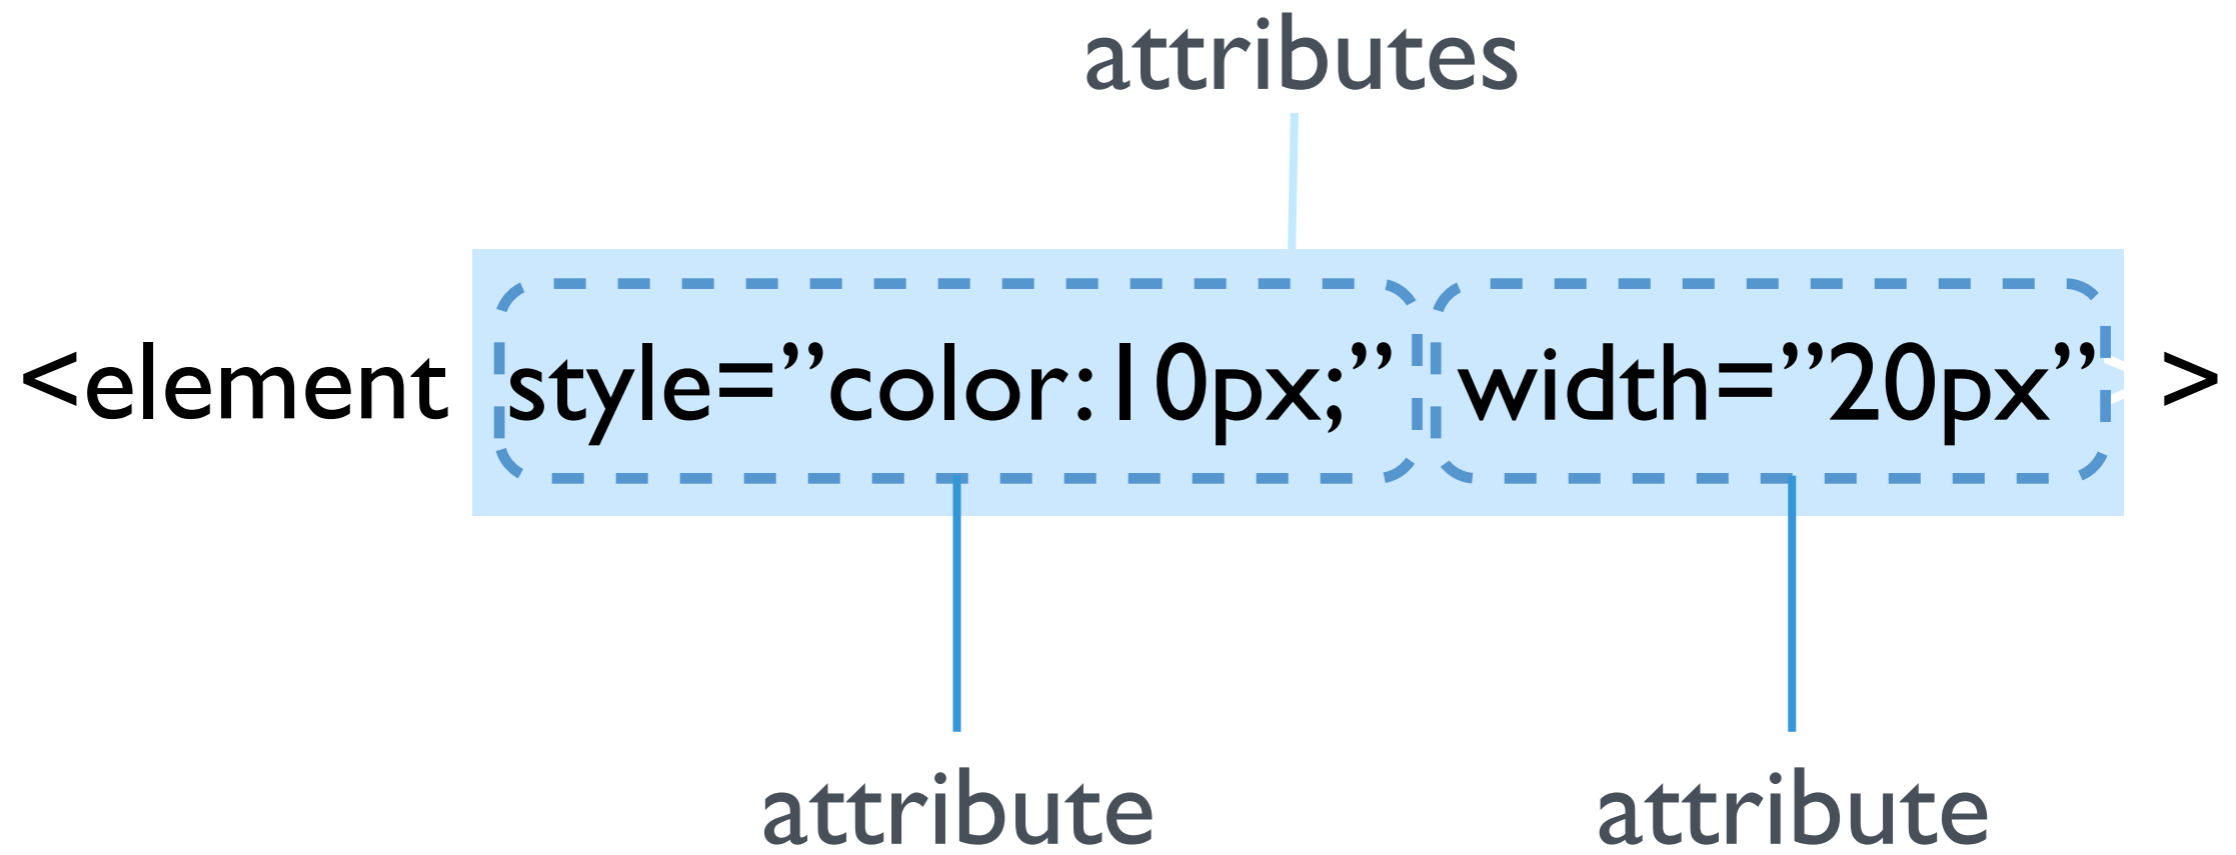 attributes
<element style=”color:10px;” width=”20px” >
attribute attribute